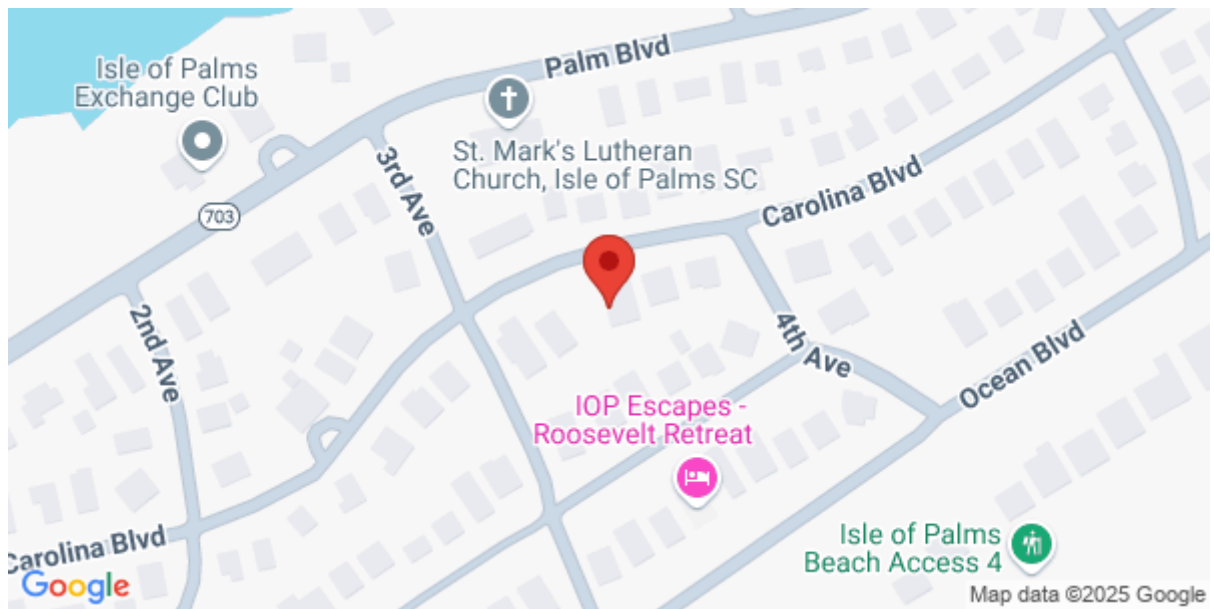 Palm Blvd
Isle of Palms
Exchange Club
St. Mark's Lutheran
Church, Isle of Palms SC
3rd Ave
703
Carolina Blvd
2nd Ave
4th Ave
Ocean Blvd
IOP Escapes -
Roosevelt Retreat
Carolina Blvd
Isle of Palms
Beach Access 4
Google
Map data ©2025 Google